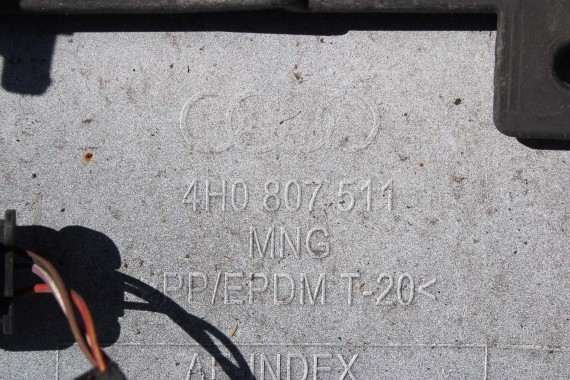 4H0 807 511
MNG
PP/EPDM T-20<
INDEX